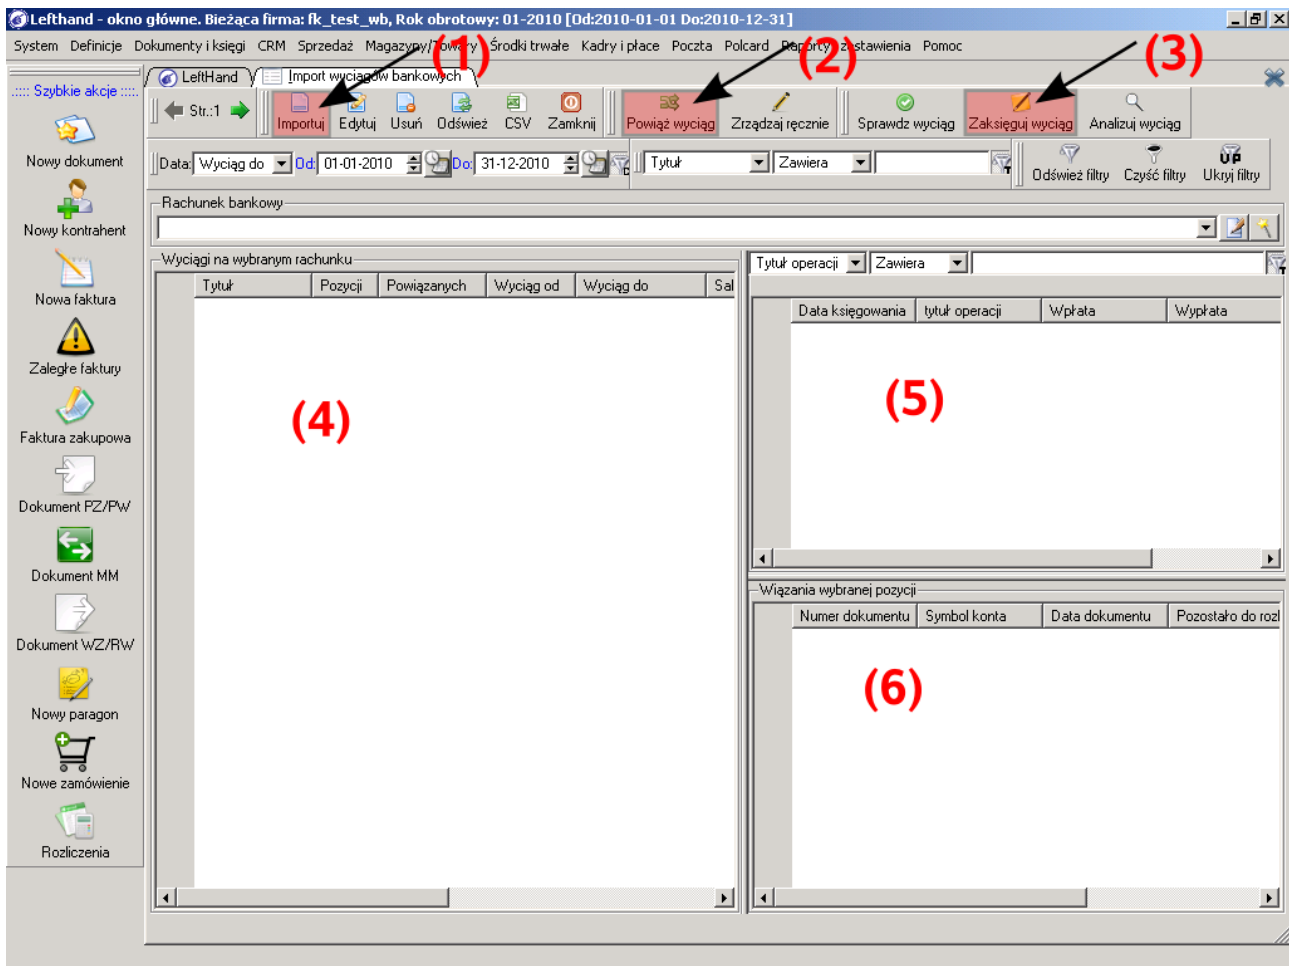 Lefthand - okno główne. Bieżąca firma: fk_test_wb, Rok obrotowy: 01-2010 [Od:2010-01-01 Do:2010-12-31]
System Definicje Dokumenty i księgi CRM Sprzedaż Magazyny/Towary Środki trwałe Kadry i płace Poczta Polcard Raporty, zestawienia Pomoc
(1) (2) (3)
.:::: Szybkie akcje ::::.
LeftHand Import wyciągów bankowych
Str.:1 Importuj Edytuj Usuń Odśwież CSV Zamknij Powiąż wyciąg Zrządzaj ręcznie Sprawdz wyciąg Zaksięguj wyciąg Analizuj wyciąg
Data: Wyciąg do Od: 01-01-2010 Do: 31-12-2010 Tytuł Zawiera Odśwież filtry Czyść filtry UP Ukryj filtry
Rachunek bankowy
Wyciągi na wybranym rachunku
Tytuł Pozycji Powiązanych Wyciąg od Wyciąg do Sal
(4)
Tytuł operacji Zawiera
Data księgowania tytuł operacji Wpłata Wypłata
(5)
Wiązania wybranej pozycji
Numer dokumentu Symbol konta Data dokumentu Pozostało do rozl
(6)
Nowy dokument
Nowy kontrahent
Nowa faktura
Zaległe faktury
Faktura zakupowa
Dokument PZ/PW
Dokument MM
Dokument WZ/RW
Nowy paragon
Nowe zamówienie
Rozliczenia